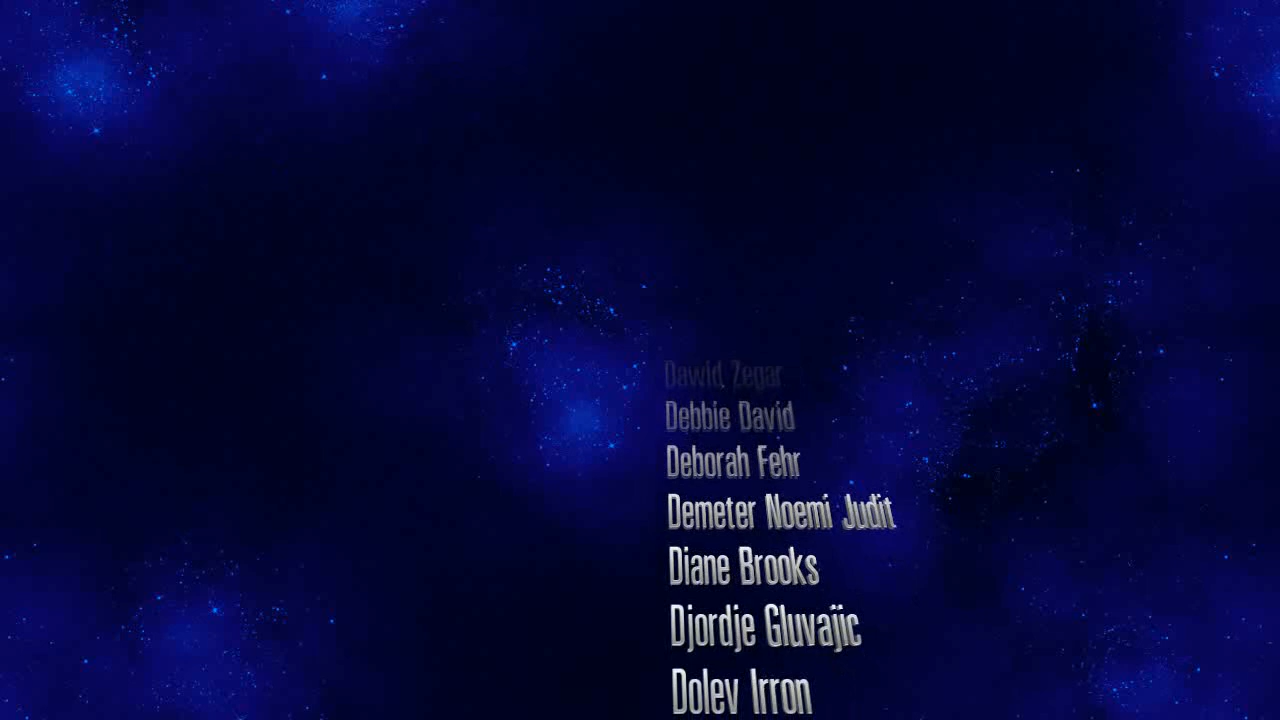 Dawid Zegar
Debbie David
Deborah Fehr
Demeter Noemi Judit
Diane Brooks
Djordje Gluvajic
Dolev Irron